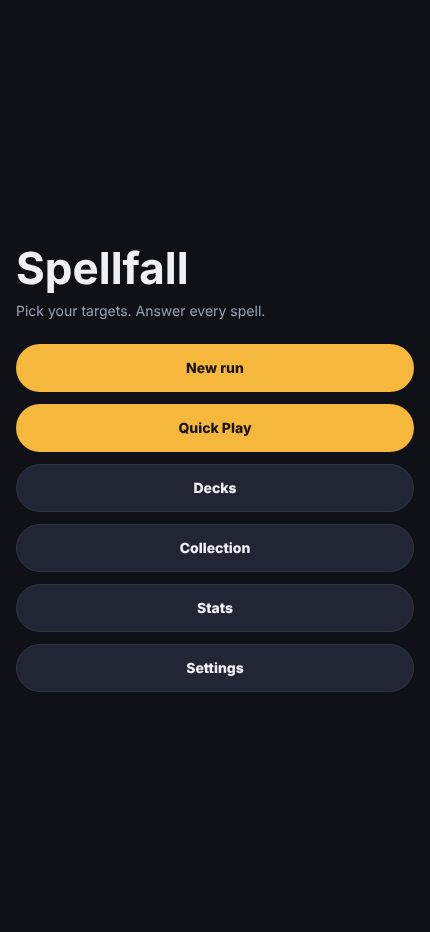 Spellfall
Pick your targets. Answer every spell.
New run
Quick Play
Decks
Collection
Stats
Settings